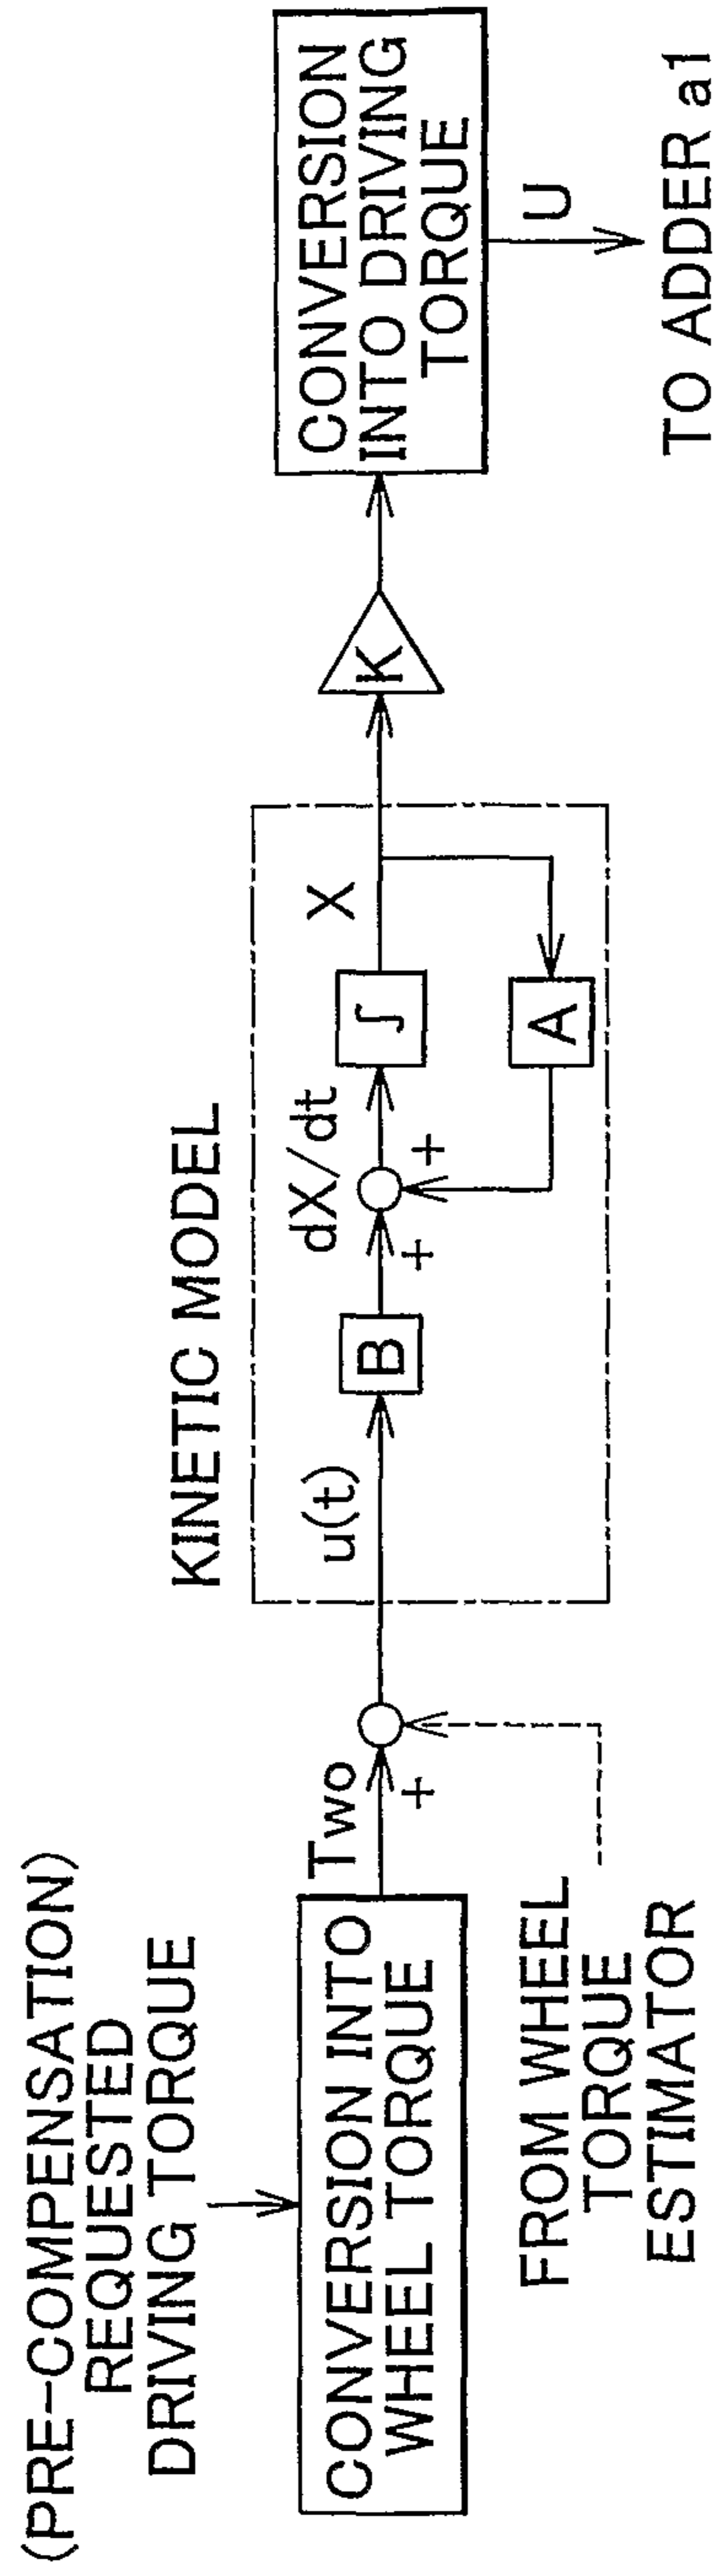 (PRE-COMPENSATION)
REQUESTED
DRIVING TORQUE
CONVERSION INTO
WHEEL TORQUE
Two
+
FROM WHEEL
TORQUE
ESTIMATOR
KINETIC MODEL
u(t)
B
+
dX/dt
+
∫
X
A
K
CONVERSION
INTO DRIVING
TORQUE
U
TO ADDER a1